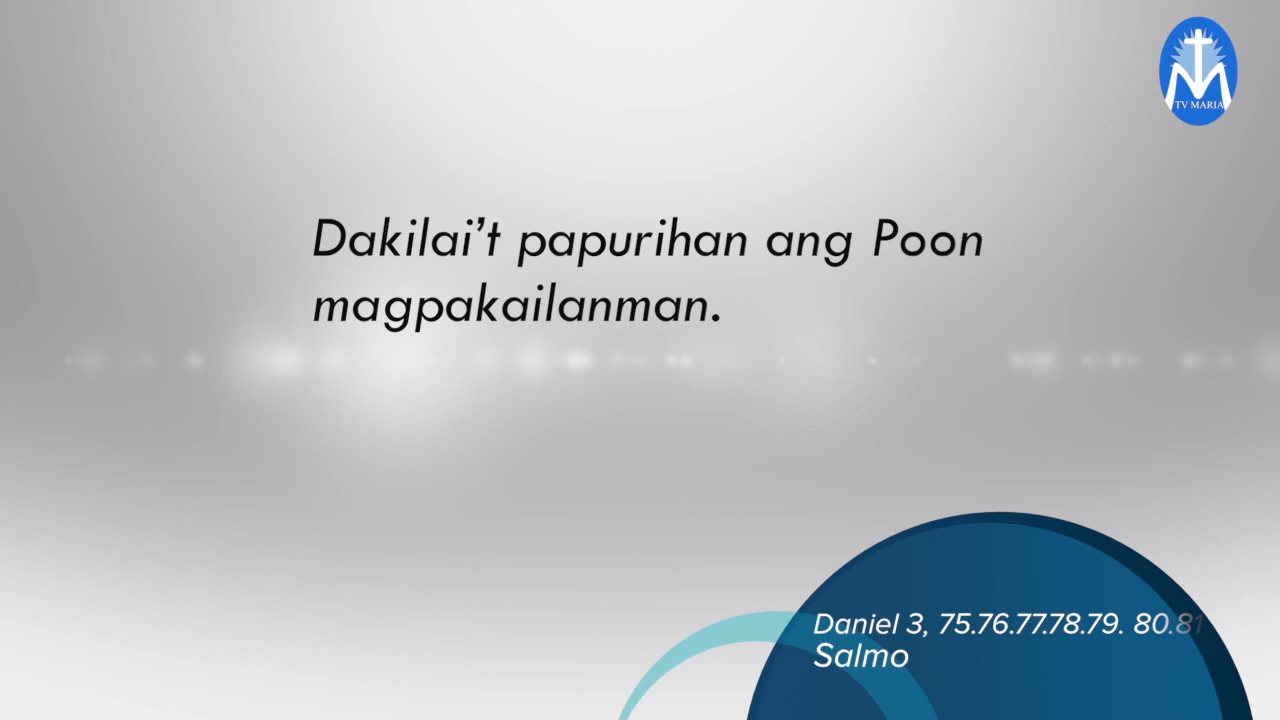 TV MARIA
Dakilai’t papurihan ang Poon
magpakailanman.
Daniel 3, 75.76.77.78.79. 80.81
Salmo